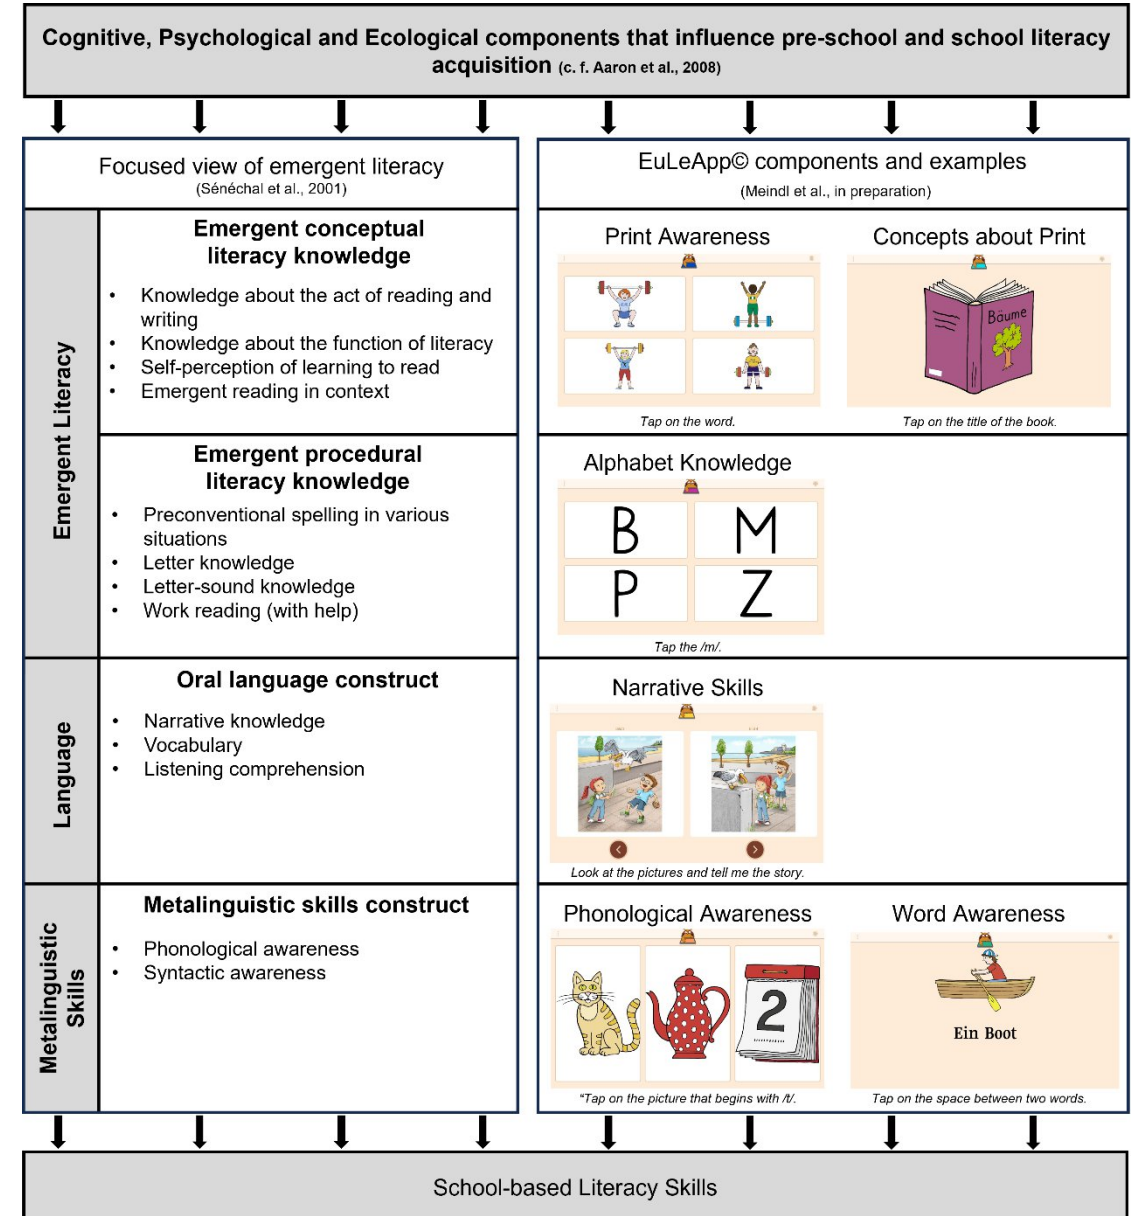 Cognitive, Psychological and Ecological components that influence pre-school and school literacy
acquisition (c. f. Aaron et al., 2008)
Focused view of emergent literacy
(Sénéchal et al., 2001)
EuLeApp© components and examples
(Meindl et al., in preparation)
Emergent Literacy
Emergent conceptual
literacy knowledge
• Knowledge about the act of reading and
writing
• Knowledge about the function of literacy
• Self-perception of learning to read
• Emergent reading in context
Print Awareness
Tap on the word.
Concepts about Print
Bäume
Tap on the title of the book.
Emergent procedural
literacy knowledge
• Preconventional spelling in various
situations
• Letter knowledge
• Letter-sound knowledge
• Work reading (with help)
Alphabet Knowledge
B M
P Z
Tap the /m/.
Language
Oral language construct
• Narrative knowledge
• Vocabulary
• Listening comprehension
Narrative Skills
Look at the pictures and tell me the story.
Metalinguistic
Skills
Metalinguistic skills construct
• Phonological awareness
• Syntactic awareness
Phonological Awareness
2
“Tap on the picture that begins with /t/.
Word Awareness
Ein Boot
Tap on the space between two words.
School-based Literacy Skills